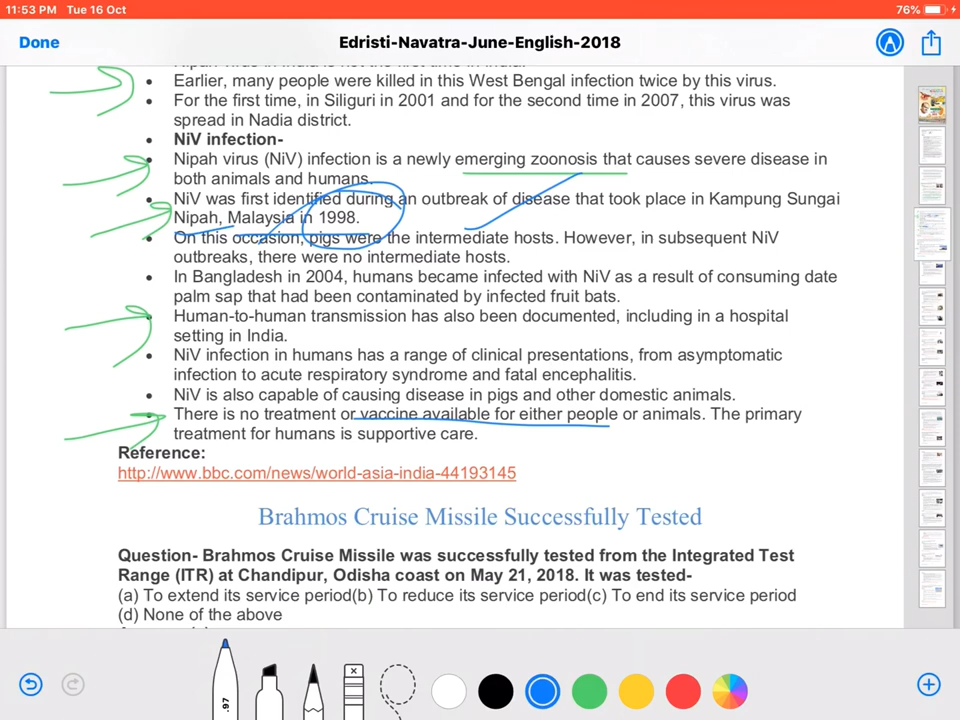 11:53 PM Tue 16 Oct 76%
Done Edristi-Navatra-June-English-2018
Nipah virus in India is not the first time in India.
• Earlier, many people were killed in this West Bengal infection twice by this virus.
• For the first time, in Siliguri in 2001 and for the second time in 2007, this virus was
spread in Nadia district.
• NiV infection-
• Nipah virus (NiV) infection is a newly emerging zoonosis that causes severe disease in
both animals and humans.
• NiV was first identified during an outbreak of disease that took place in Kampung Sungai
Nipah, Malaysia in 1998.
• On this occasion, pigs were the intermediate hosts. However, in subsequent NiV
outbreaks, there were no intermediate hosts.
• In Bangladesh in 2004, humans became infected with NiV as a result of consuming date
palm sap that had been contaminated by infected fruit bats.
• Human-to-human transmission has also been documented, including in a hospital
setting in India.
• NiV infection in humans has a range of clinical presentations, from asymptomatic
infection to acute respiratory syndrome and fatal encephalitis.
• NiV is also capable of causing disease in pigs and other domestic animals.
• There is no treatment or vaccine available for either people or animals. The primary
treatment for humans is supportive care.
Reference:
http://www.bbc.com/news/world-asia-india-44193145
Brahmos Cruise Missile Successfully Tested
Question- Brahmos Cruise Missile was successfully tested from the Integrated Test
Range (ITR) at Chandipur, Odisha coast on May 21, 2018. It was tested-
(a) To extend its service period(b) To reduce its service period(c) To end its service period
(d) None of the above
.97